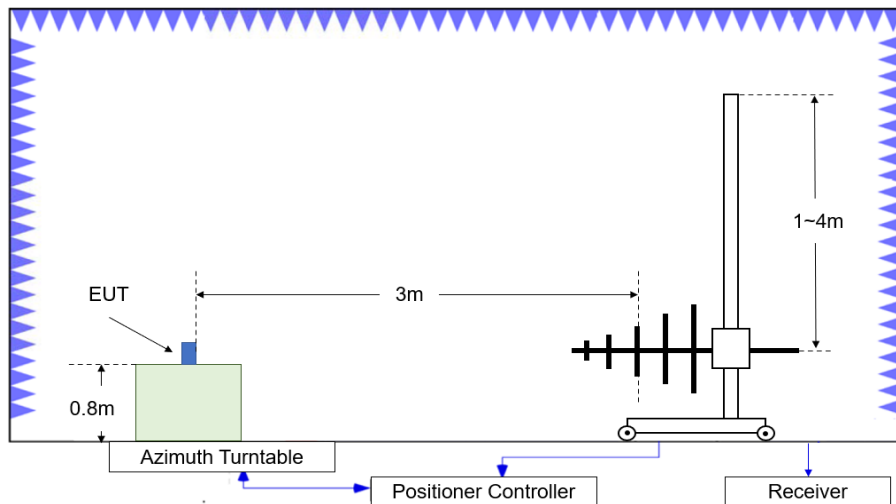 EUT
3m
1~4m
0.8m
Azimuth Turntable
Positioner Controller
Receiver